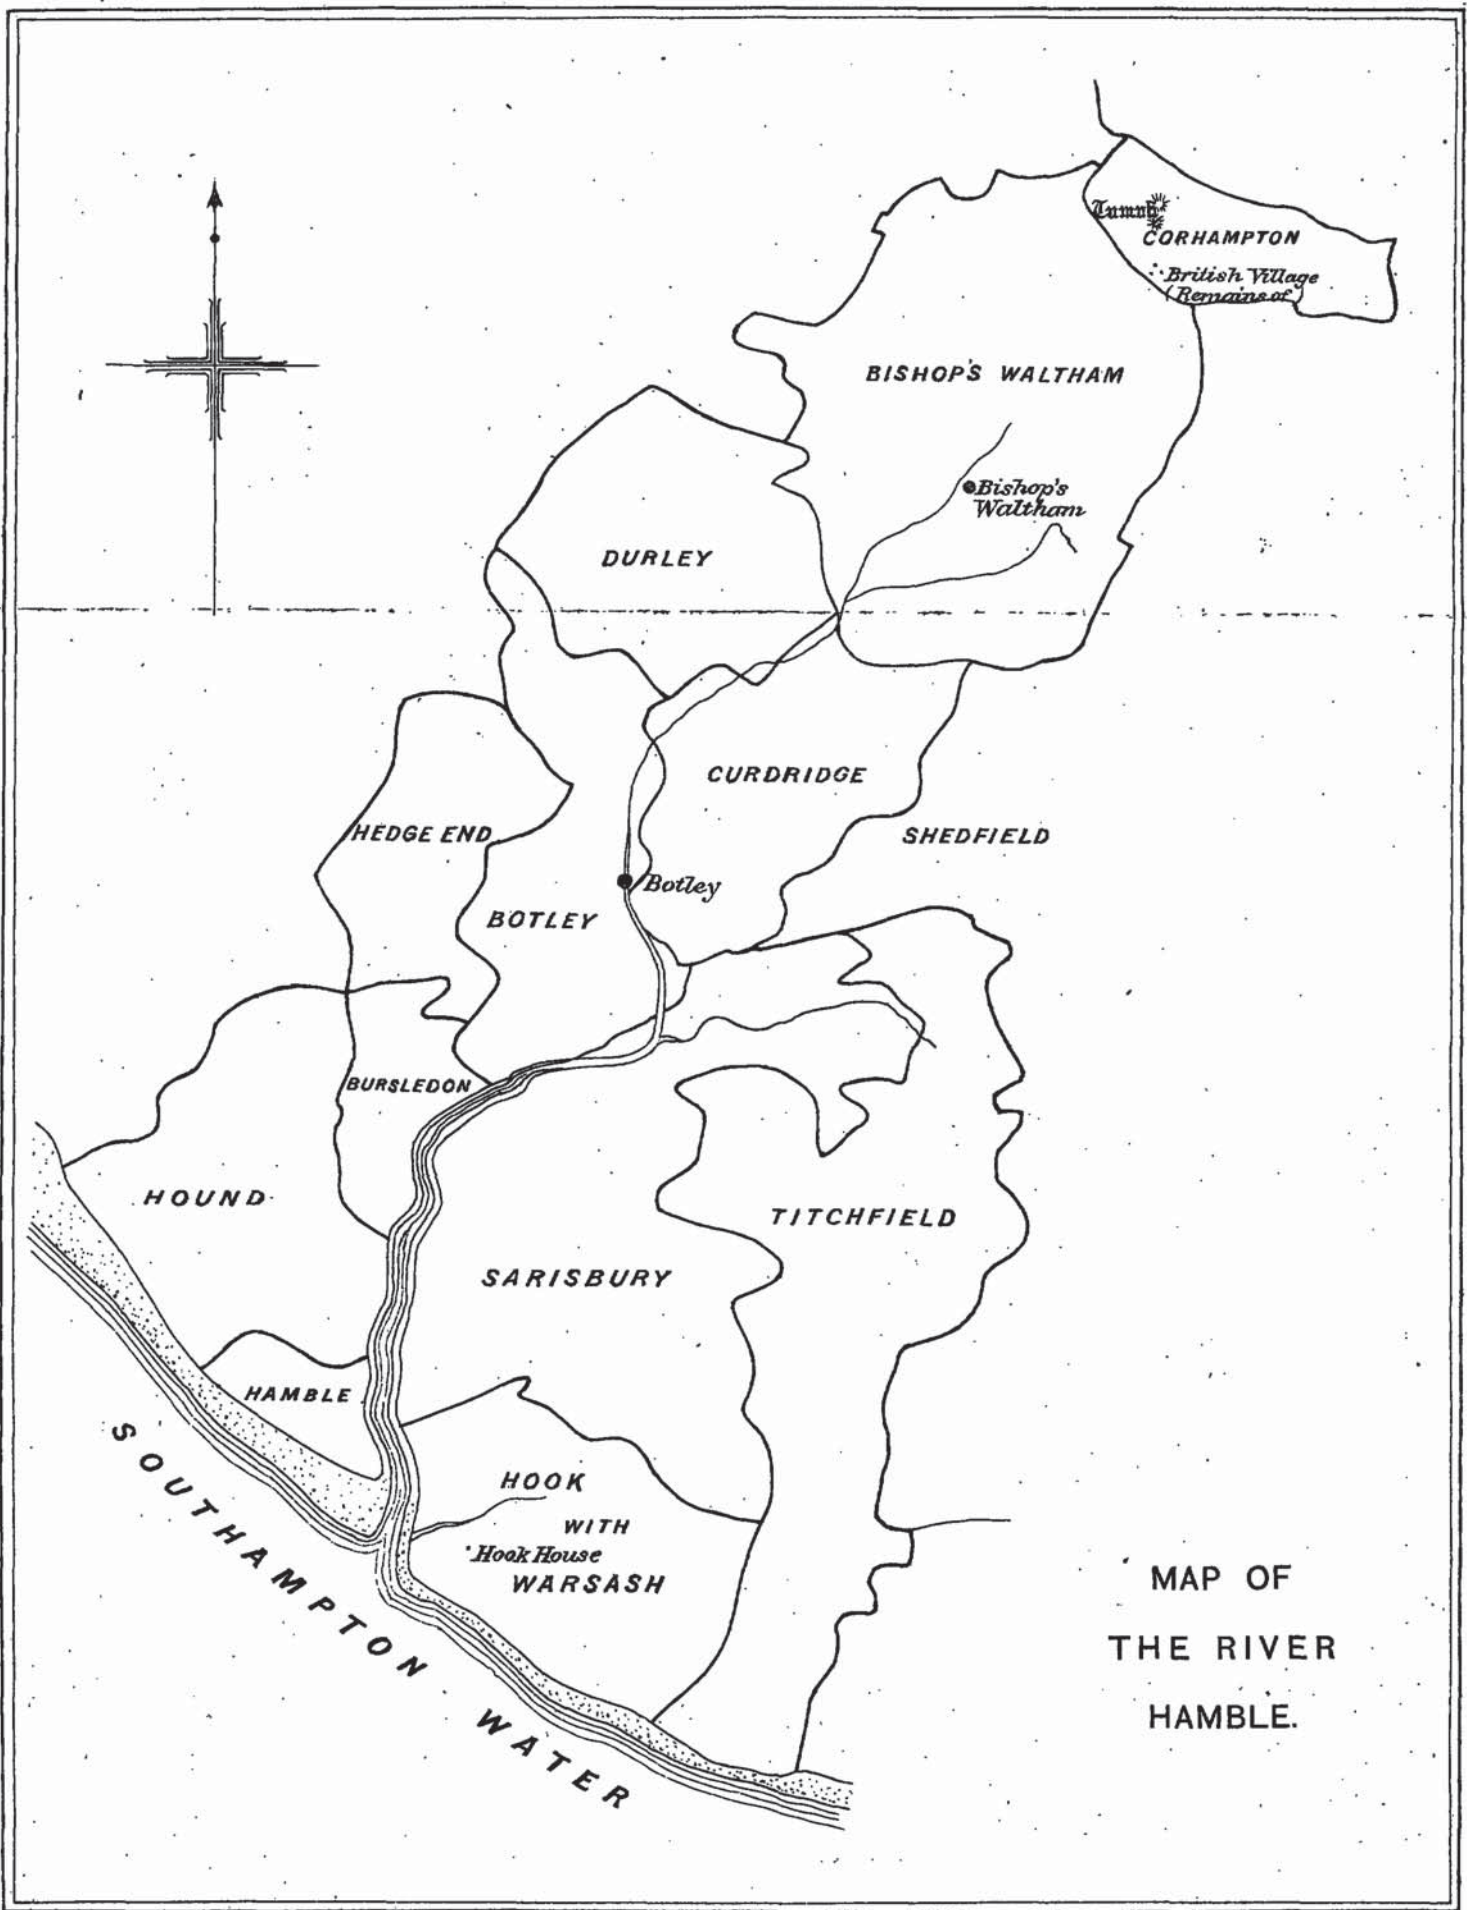 Tumuli
CORHAMPTON
British Village
(Remains of)
BISHOP'S WALTHAM
Bishop's
Waltham
DURLEY
CURDRIDGE
HEDGE END
SHEDFIELD
Botley
BOTLEY
BURSLEDON
HOUND
TITCHFIELD
SARISBURY
HAMBLE
HOOK
WITH
Hook House
WARSASH
SOUTHAMPTON WATER
MAP OF
THE RIVER
HAMBLE.